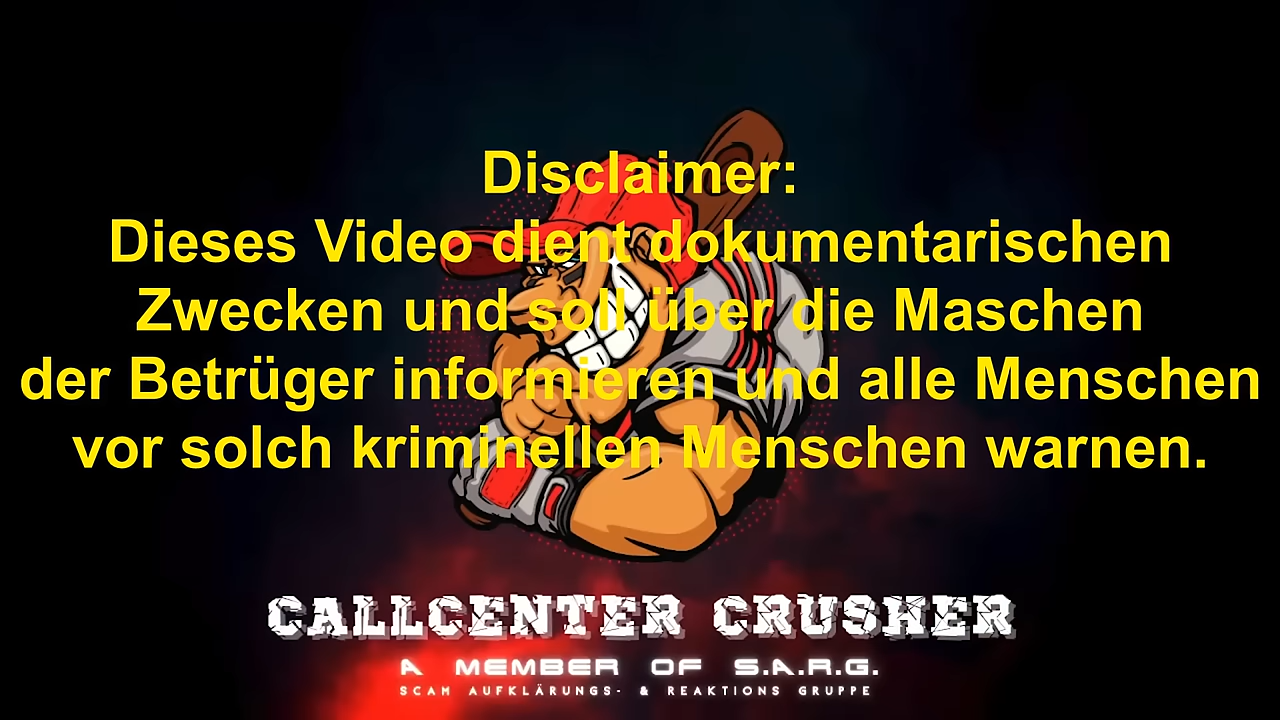 Disclaimer:
Dieses Video dient dokumentarischen
Zwecken und soll über die Maschen
der Betrüger informieren und alle Menschen
vor solch kriminellen Menschen warnen.
CALLCENTER CRUSHER
A MEMBER OF S.A.R.G.
SCAM AUFKLÄRUNGS- & REAKTIONS GRUPPE